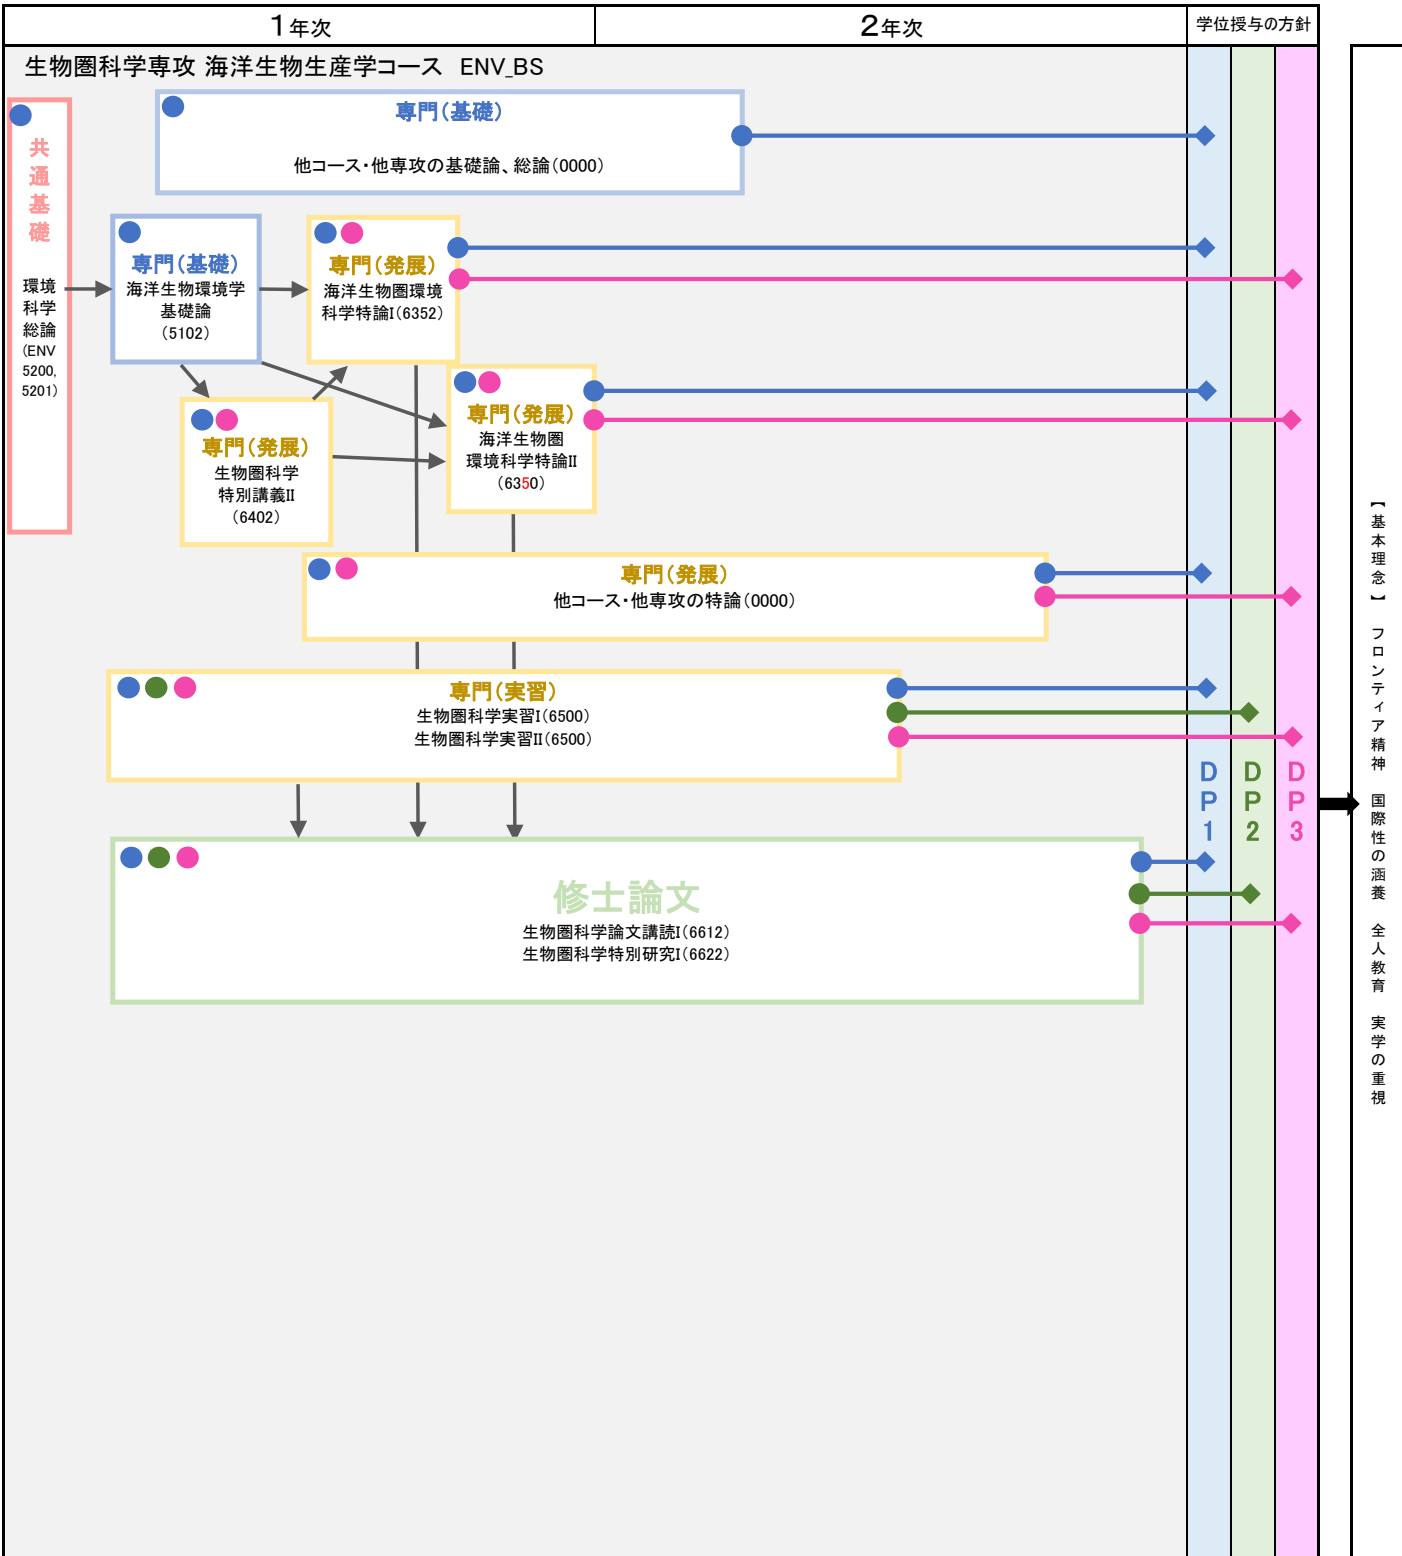 1年次
2年次
学位授与の方針
生物圏科学専攻 海洋生物生産学コース ENV_BS
共通基礎
環境
科学
総論
(ENV
5200,
5201)
専門(基礎)
他コース・他専攻の基礎論、総論(0000)
専門(基礎)
海洋生物環境学
基礎論
(5102)
専門(発展)
海洋生物圏環境
科学特論I(6352)
専門(発展)
海洋生物圏
環境科学特論II
(6350)
専門(発展)
生物圏科学
特別講義II
(6402)
専門(発展)
他コース・他専攻の特論(0000)
専門(実習)
生物圏科学実習I(6500)
生物圏科学実習II(6500)
修士論文
生物圏科学論文講読I(6612)
生物圏科学特別研究I(6622)
DP1
DP2
DP3
【基本理念】 フロンティア精神 国際性の涵養 全人教育 実学の重視